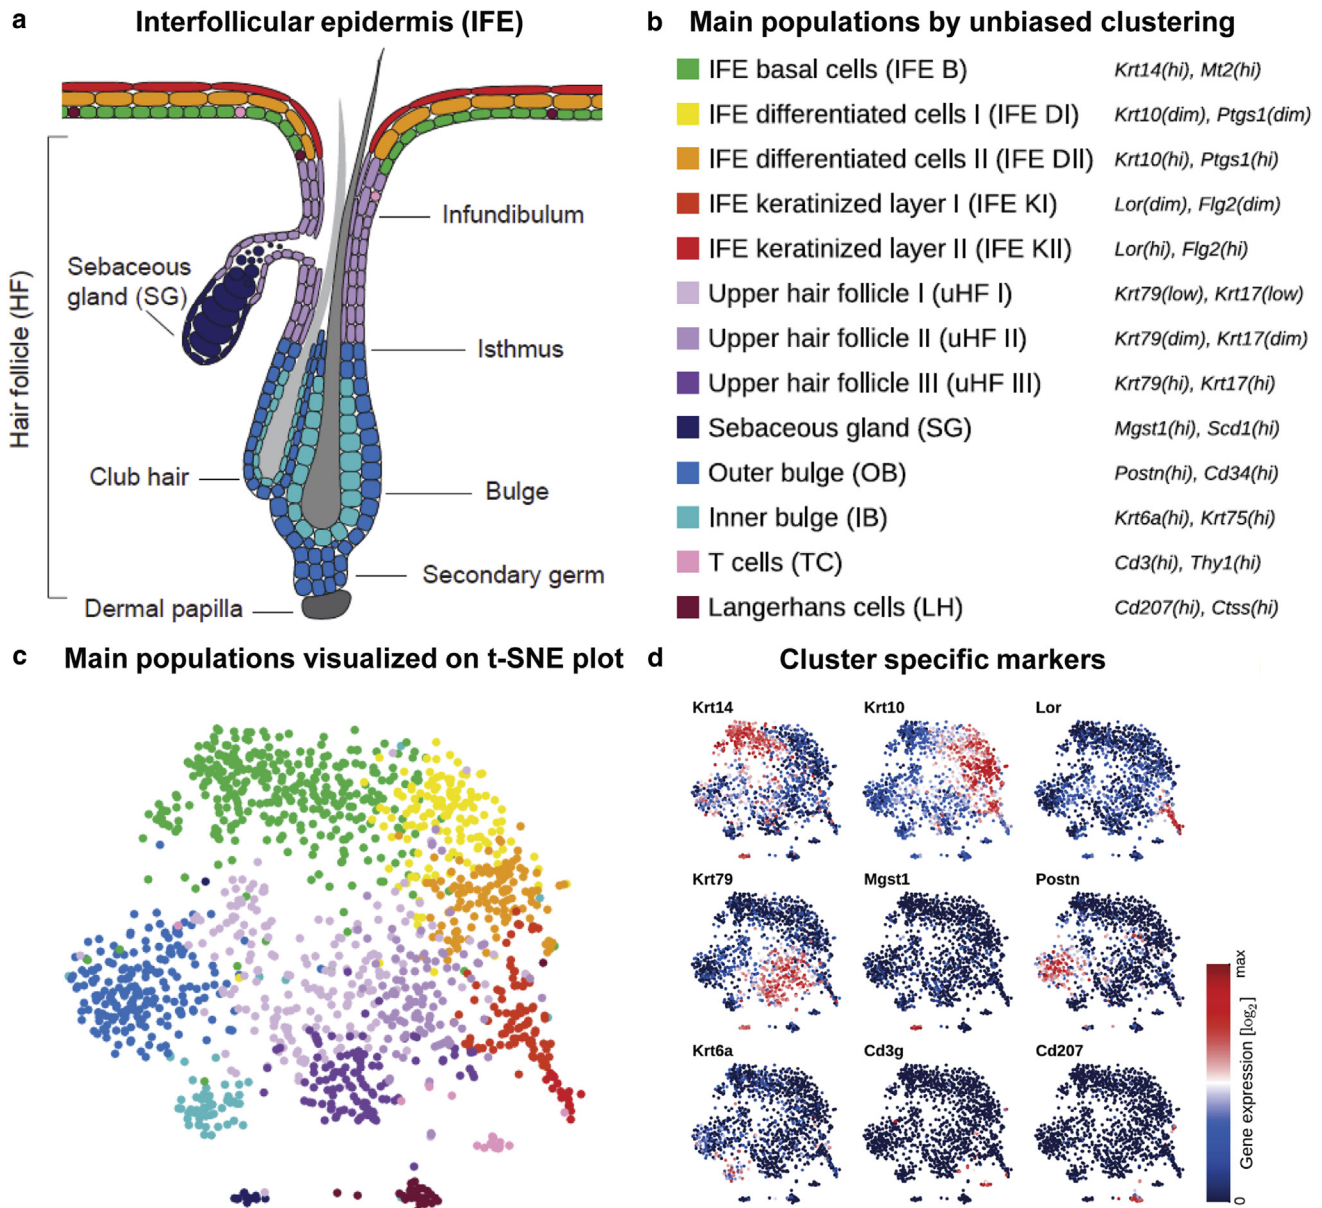 a Interfollicular epidermis (IFE)
Hair follicle (HF)
Sebaceous
gland (SG)
Infundibulum
Isthmus
Club hair
Bulge
Secondary germ
Dermal papilla
b Main populations by unbiased clustering
IFE basal cells (IFE B) Krt14(hi), Mt2(hi)
IFE differentiated cells I (IFE DI) Krt10(dim), Ptgs1(dim)
IFE differentiated cells II (IFE DII) Krt10(hi), Ptgs1(hi)
IFE keratinized layer I (IFE KI) Lor(dim), Flg2(dim)
IFE keratinized layer II (IFE KII) Lor(hi), Flg2(hi)
Upper hair follicle I (uHF I) Krt79(low), Krt17(low)
Upper hair follicle II (uHF II) Krt79(dim), Krt17(dim)
Upper hair follicle III (uHF III) Krt79(hi), Krt17(hi)
Sebaceous gland (SG) Mgst1(hi), Scd1(hi)
Outer bulge (OB) Postn(hi), Cd34(hi)
Inner bulge (IB) Krt6a(hi), Krt75(hi)
T cells (TC) Cd3(hi), Thy1(hi)
Langerhans cells (LH) Cd207(hi), Ctss(hi)
c Main populations visualized on t-SNE plot
d Cluster specific markers
Krt14 Krt10 Lor
Krt79 Mgst1 Postn
Krt6a Cd3g Cd207
max
Gene expression [log2]
0